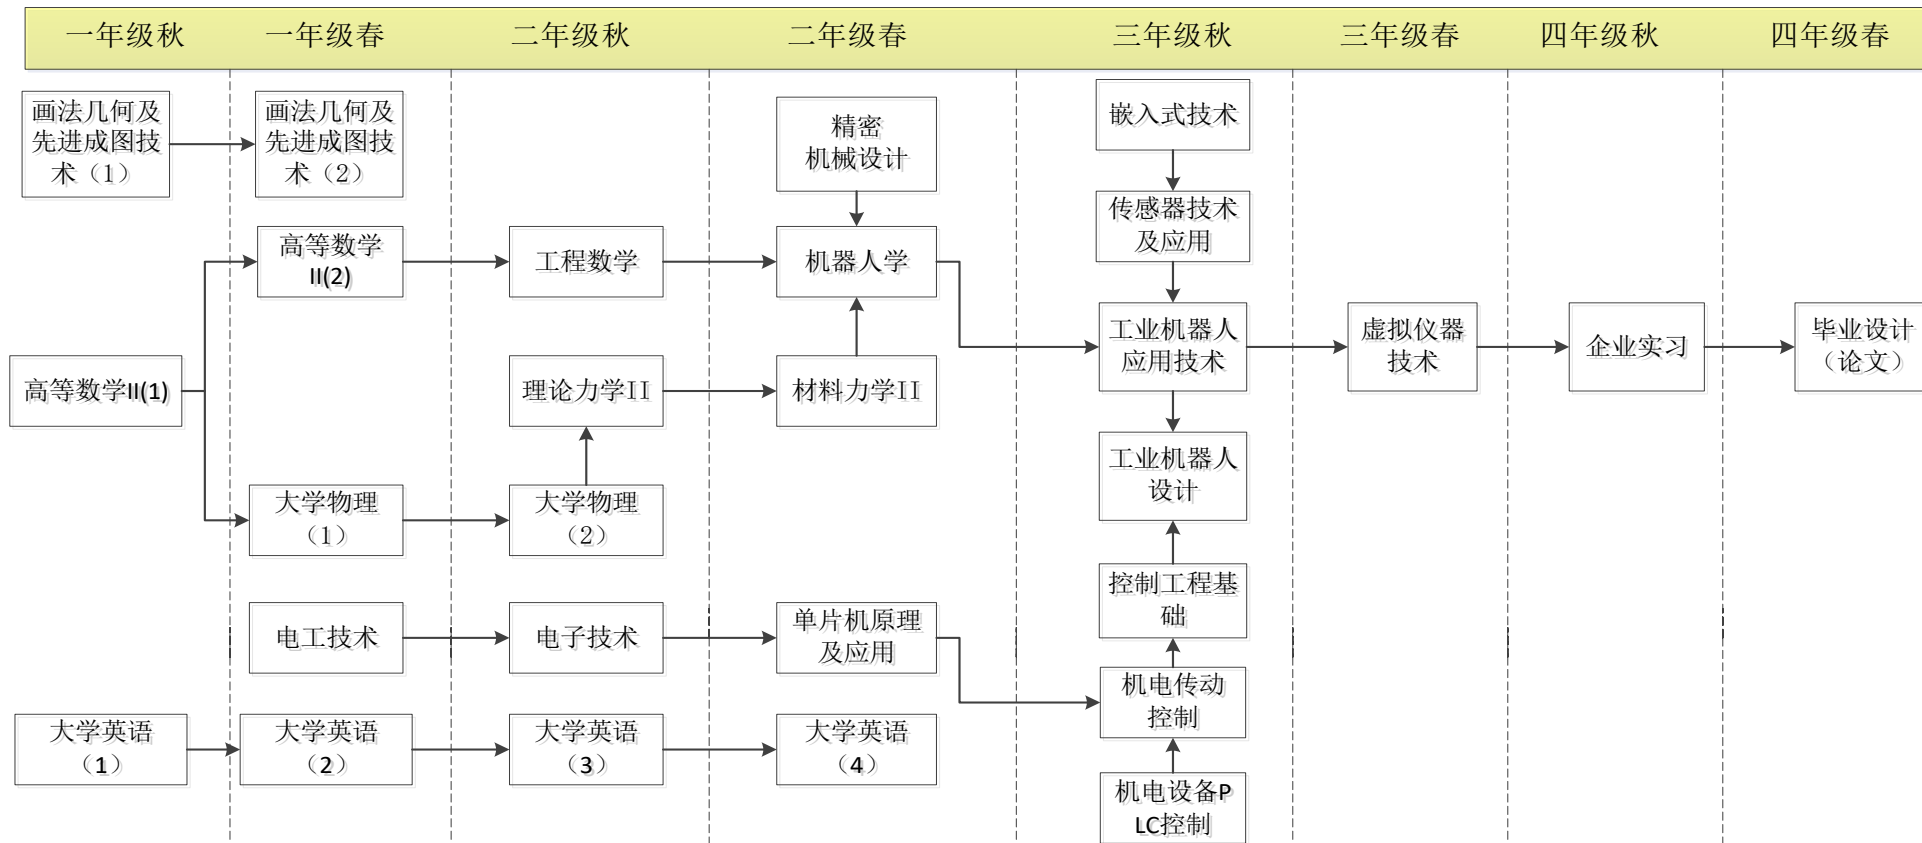 一年级秋
一年级春
二年级秋
二年级春
三年级秋
三年级春
四年级秋
四年级春
画法几何及
先进成图技
术（1）
画法几何及
先进成图技
术（2）
精密
机械设计
嵌入式技术
传感器技术
及应用
高等数学
II(2)
工程数学
机器人学
高等数学II(1)
理论力学II
材料力学II
工业机器人
应用技术
虚拟仪器
技术
企业实习
毕业设计
（论文）
工业机器人
设计
大学物理
（1）
大学物理
（2）
控制工程基
础
电工技术
电子技术
单片机原理
及应用
机电传动
控制
大学英语
（1）
大学英语
（2）
大学英语
（3）
大学英语
（4）
机电设备P
LC控制